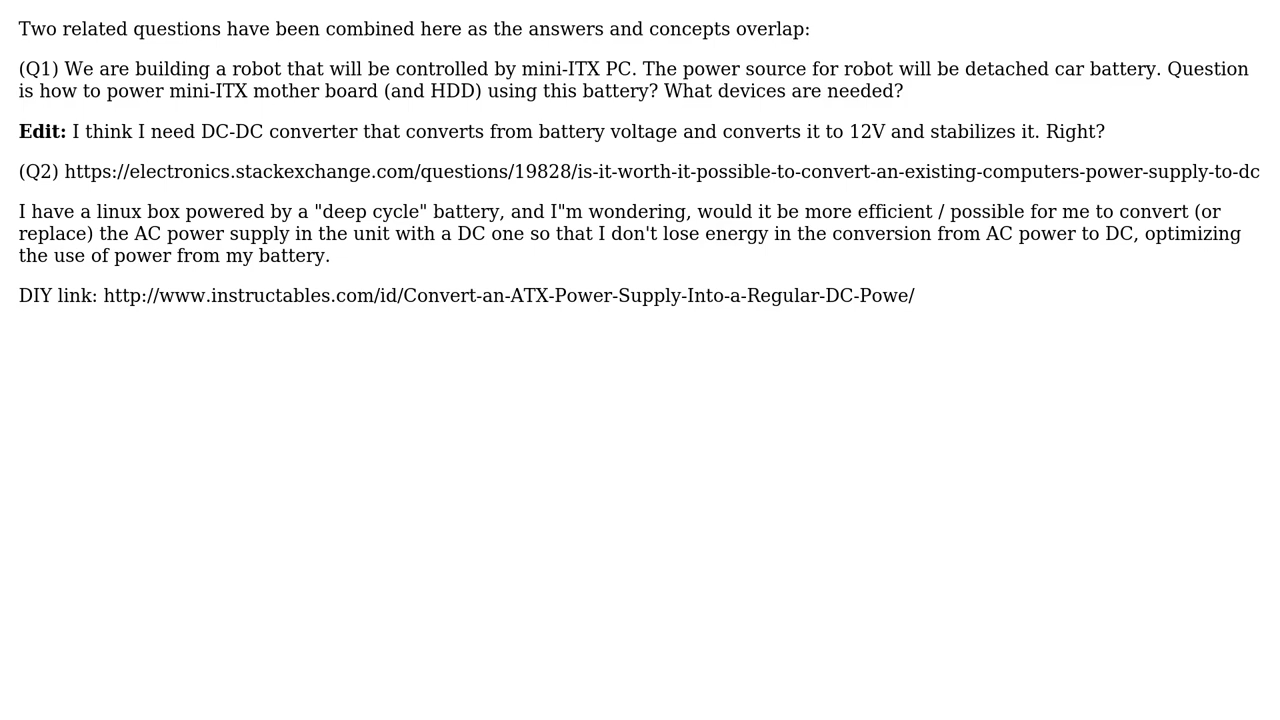 Two related questions have been combined here as the answers and concepts overlap:
(Q1) We are building a robot that will be controlled by mini-ITX PC. The power source for robot will be detached car battery. Question
is how to power mini-ITX mother board (and HDD) using this battery? What devices are needed?
Edit: I think I need DC-DC converter that converts from battery voltage and converts it to 12V and stabilizes it. Right?
(Q2) https://electronics.stackexchange.com/questions/19828/is-it-worth-it-possible-to-convert-an-existing-computers-power-supply-to-dc
I have a linux box powered by a "deep cycle" battery, and I"m wondering, would it be more efficient / possible for me to convert (or
replace) the AC power supply in the unit with a DC one so that I don't lose energy in the conversion from AC power to DC, optimizing
the use of power from my battery.
DIY link: http://www.instructables.com/id/Convert-an-ATX-Power-Supply-Into-a-Regular-DC-Powe/